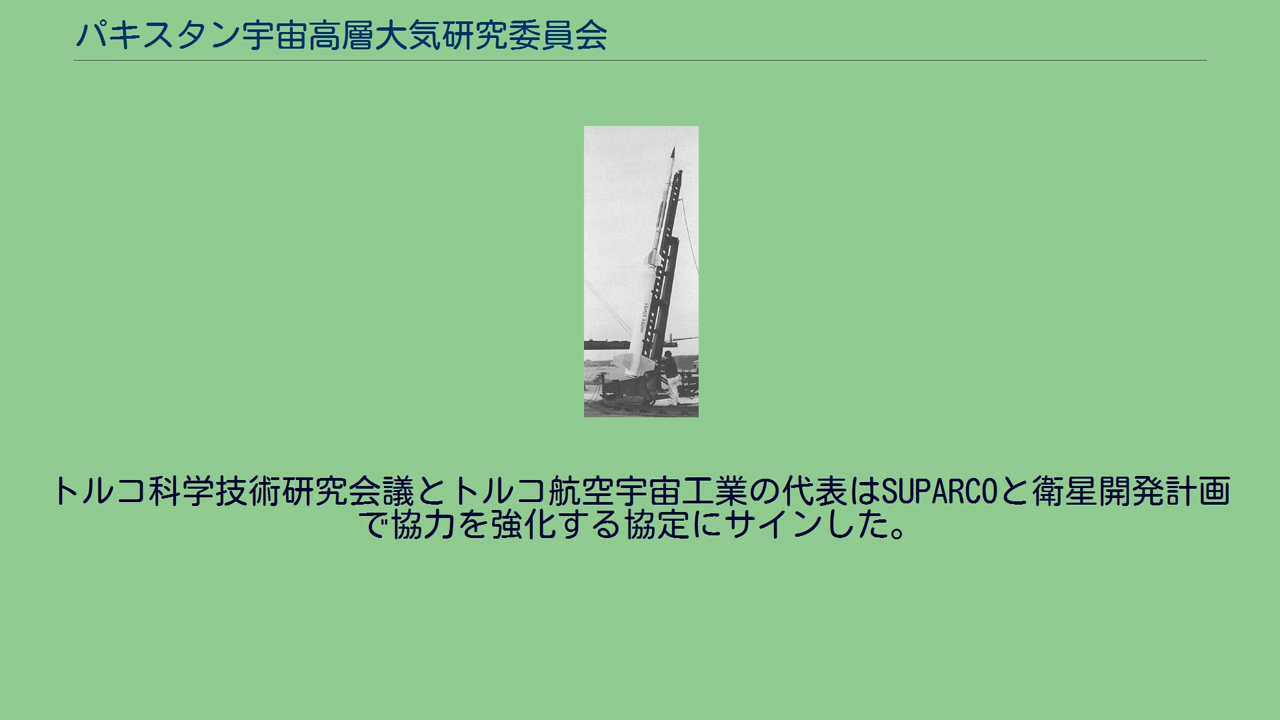 パキスタン宇宙高層大気研究委員会
トルコ科学技術研究会議とトルコ航空宇宙工業の代表はSUPARCOと衛星開発計画
で協力を強化する協定にサインした。